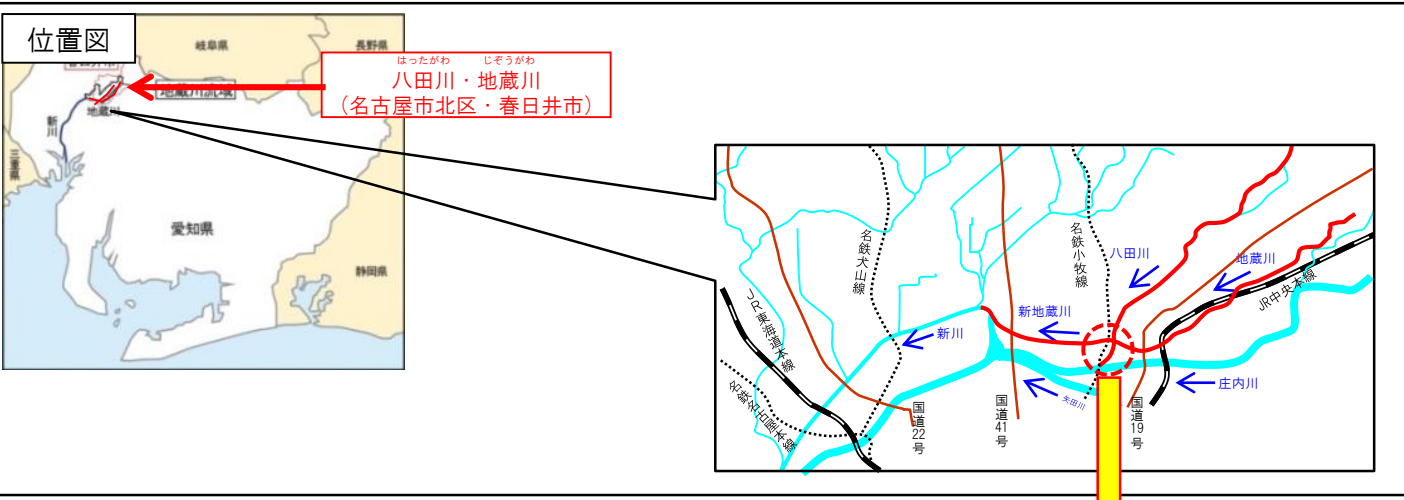 位置図
岐阜県
長野県
春日井市
はったがわ じぞうがわ
八田川・地蔵川
(名古屋市北区・春日井市)
地蔵川流域
地蔵川
新川
三重県
愛知県
静岡県
名鉄犬山線
名鉄小牧線
八田川
地蔵川
JR中央本線
新地蔵川
新川
JR東海道本線
庄内川
矢田川
名鉄名古屋本線
国道22号
国道41号
国道19号